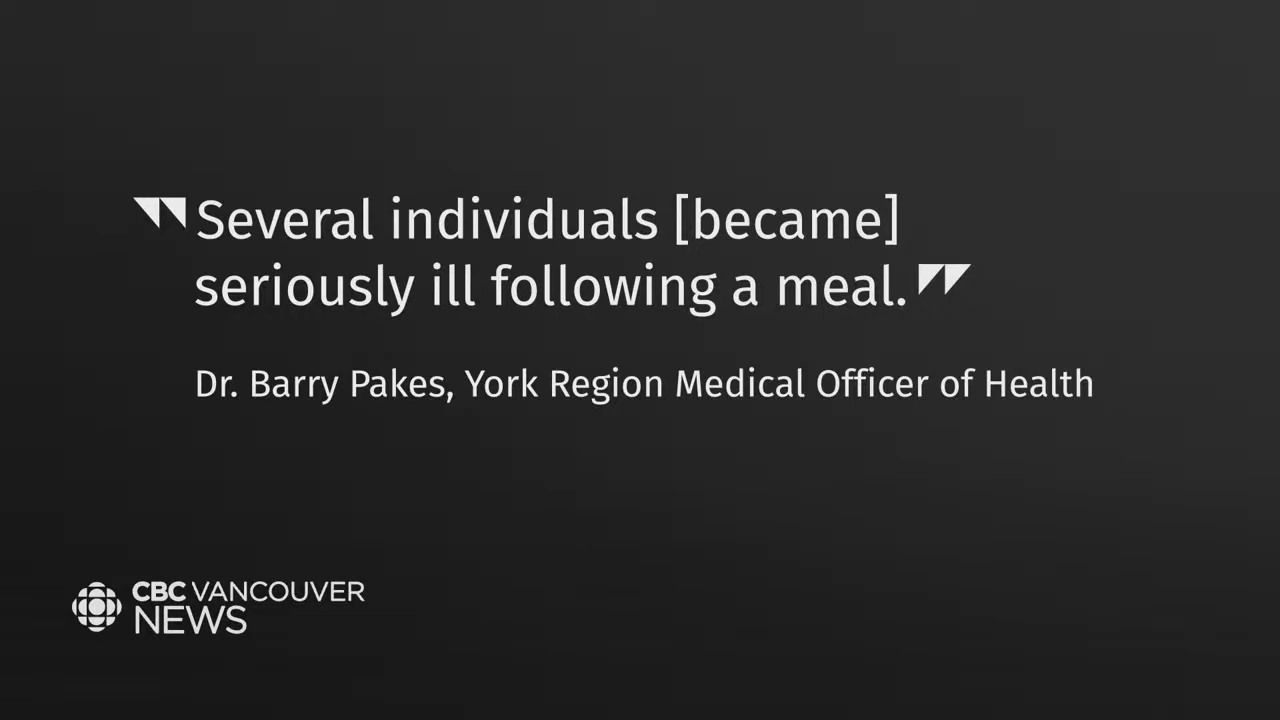 "Several individuals [became]
seriously ill following a meal."
Dr. Barry Pakes, York Region Medical Officer of Health
CBC VANCOUVER
NEWS